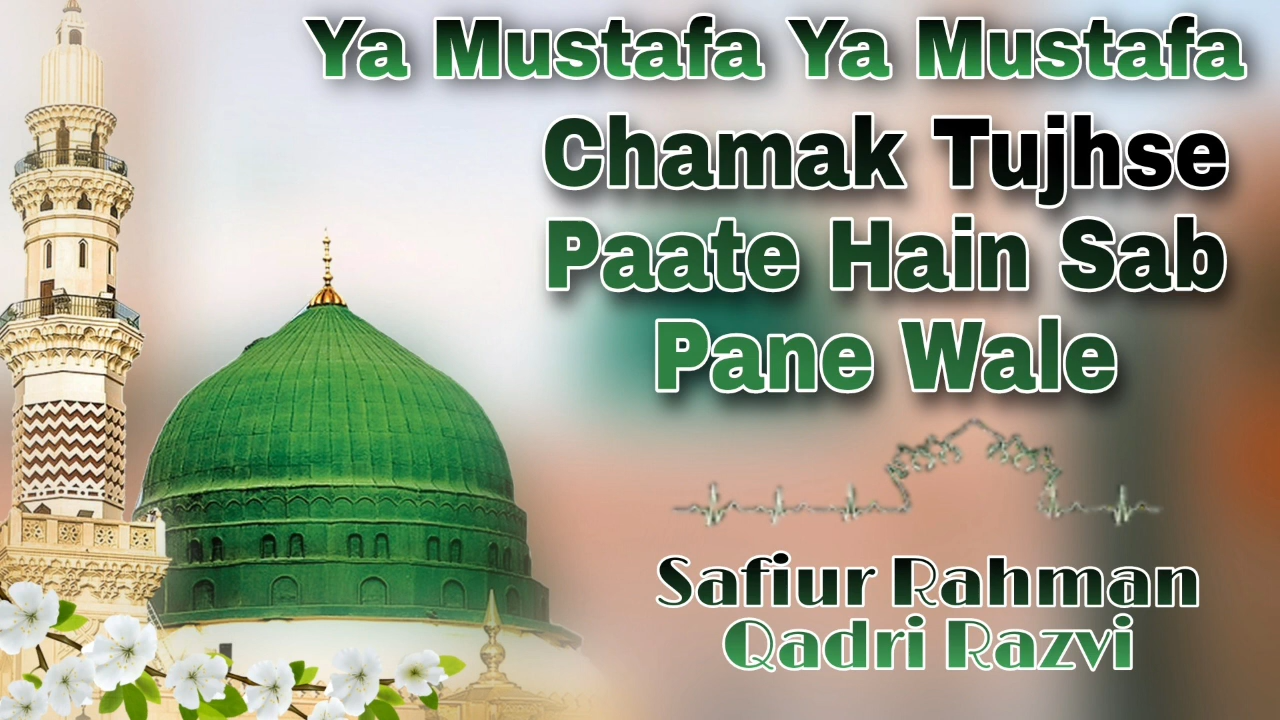 Ya Mustafa Ya Mustafa
Chamak Tujhse
Paate Hain Sab
Pane Wale
Safiur Rahman
Qadri Razvi